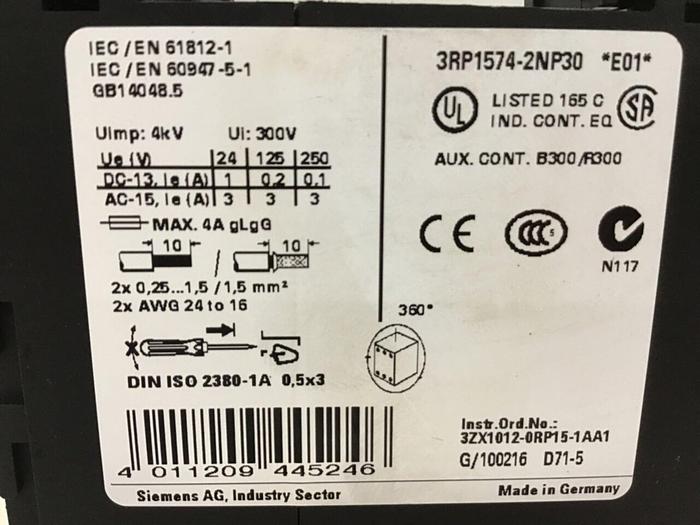 IEC/EN 61812-1
IEC/EN 60947-5-1
GB14048.5
UImp: 4kV Ui: 300V
Ue (V) 24 125 250
DC-13, Ie (A) 1 0.2 0.1
AC-15, Ie (A) 3 3 3
MAX. 4A gLgG
10 / 10
2x 0,25...1,5 / 1,5 mm²
2x AWG 24 to 16
DIN ISO 2380-1A 0,5x3
4 011209 445246
Siemens AG, Industry Sector
3RP1574-2NP30 *E01*
UL LISTED 165 C SA
IND. CONT. EQ
AUX. CONT. B300/R300
CE CCC S
N117
360°
Instr.Ord.No.:
3ZX1012-0RP15-1AA1
G/100216 D71-5
Made in Germany